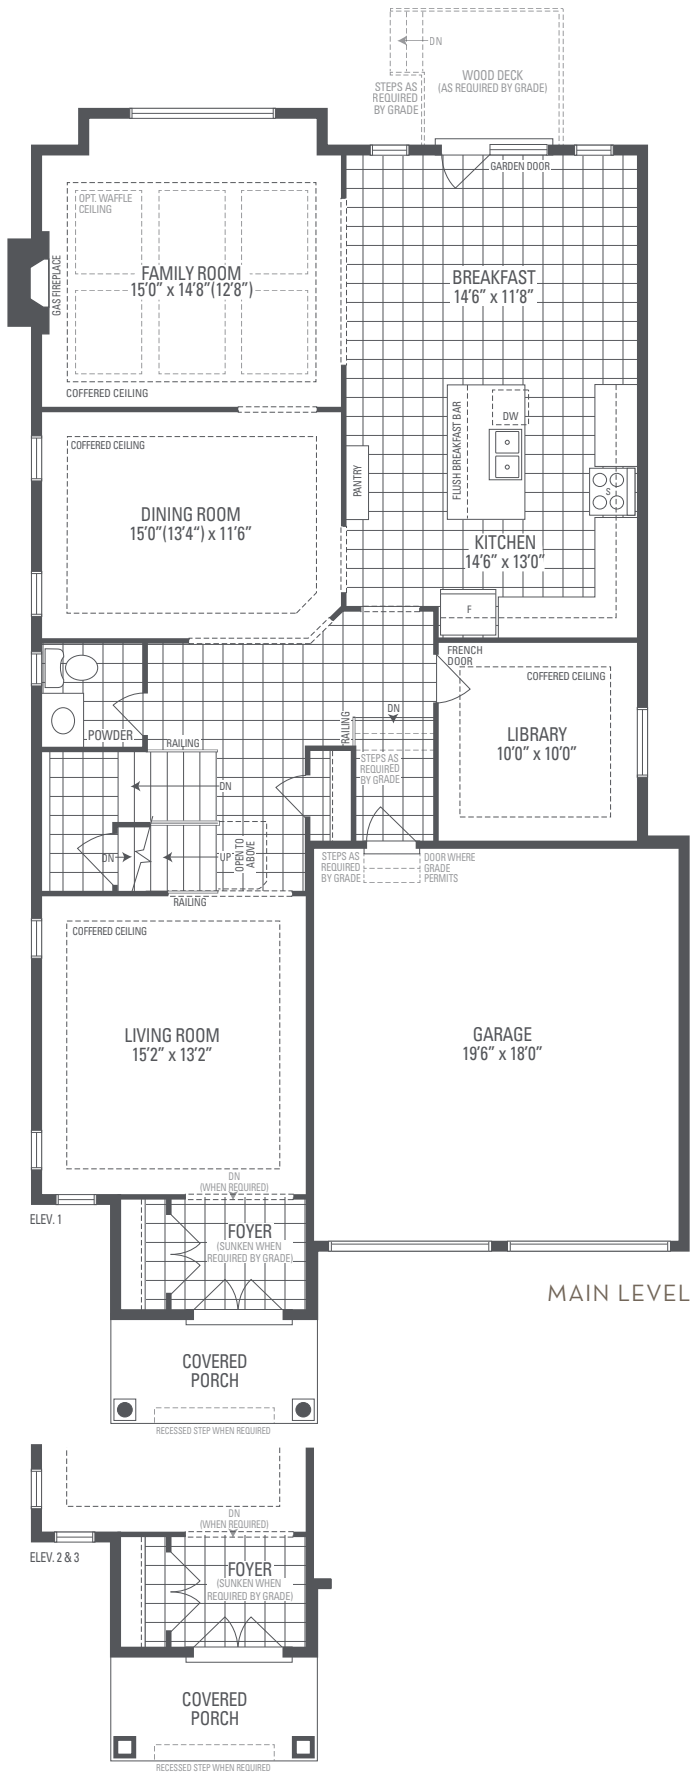 DN
WOOD DECK
(AS REQUIRED BY GRADE)
STEPS AS
REQUIRED
BY GRADE
GARDEN DOOR
OPT. WAFFLE
CEILING
GAS FIREPLACE
FAMILY ROOM
15'0" x 14'8"(12'8")
COFFERED CEILING
BREAKFAST
14'6" x 11'8"
FLUSH BREAKFAST BAR
DW
COFFERED CEILING
DINING ROOM
15'0"(13'4") x 11'6"
PANTRY
S
KITCHEN
14'6" x 13'0"
F
FRENCH
DOOR
COFFERED CEILING
LIBRARY
10'0" x 10'0"
POWDER
RAILING
DN
RAILING
DN
STEPS AS
REQUIRED
BY GRADE
DN
UP
OPEN TO
ABOVE
RAILING
STEPS AS
REQUIRED
BY GRADE
DOOR WHERE
GRADE
PERMITS
COFFERED CEILING
LIVING ROOM
15'2" x 13'2"
GARAGE
19'6" x 18'0"
DN
(WHEN REQUIRED)
ELEV. 1
FOYER
(SUNKEN WHEN
REQUIRED BY GRADE)
MAIN LEVEL
COVERED
PORCH
RECESSED STEP WHEN REQUIRED
DN
(WHEN REQUIRED)
ELEV. 2 & 3
FOYER
(SUNKEN WHEN
REQUIRED BY GRADE)
COVERED
PORCH
RECESSED STEP WHEN REQUIRED